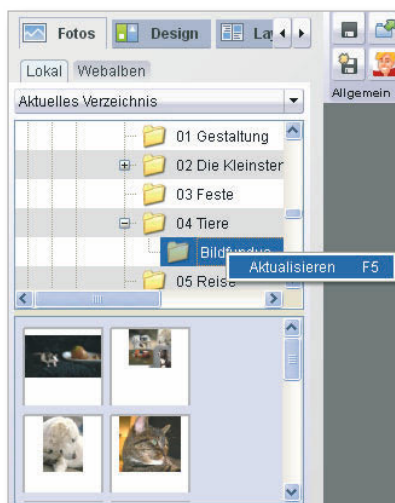 Fotos Design Lay
Lokal Webalben
Allgemein
Aktuelles Verzeichnis
01 Gestaltung
02 Die Kleinster
03 Feste
04 Tiere
Bildfundus
Aktualisieren F5
05 Reise